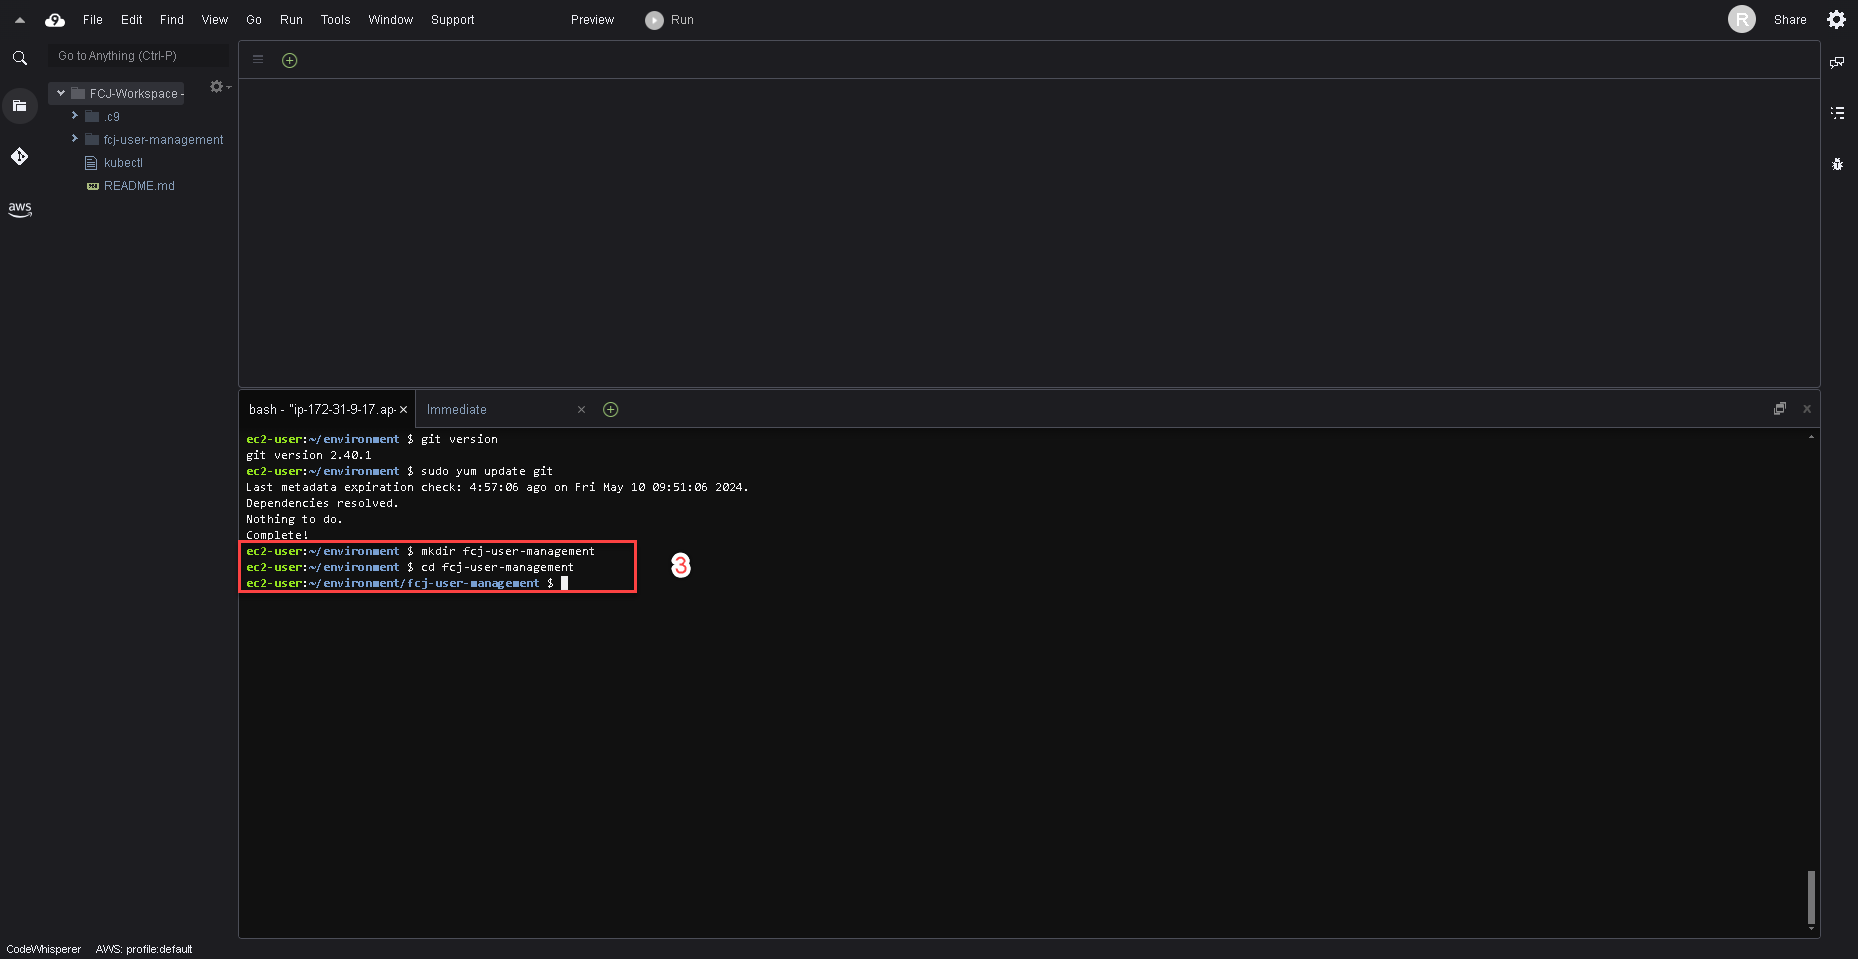 9 File Edit Find View Go Run Tools Window Support Preview Run R Share
Go to Anything (Ctrl-P)
FCJ-Workspace -
.c9
fcj-user-management
kubectl
README.md
aws
bash - "ip-172-31-9-17.ap- Immediate
ec2-user:~/environment $ git version
git version 2.40.1
ec2-user:~/environment $ sudo yum update git
Last metadata expiration check: 4:57:06 ago on Fri May 10 09:51:06 2024.
Dependencies resolved.
Nothing to do.
Complete!
ec2-user:~/environment $ mkdir fcj-user-management
ec2-user:~/environment $ cd fcj-user-management
ec2-user:~/environment/fcj-user-management $
3
CodeWhisperer AWS: profile:default